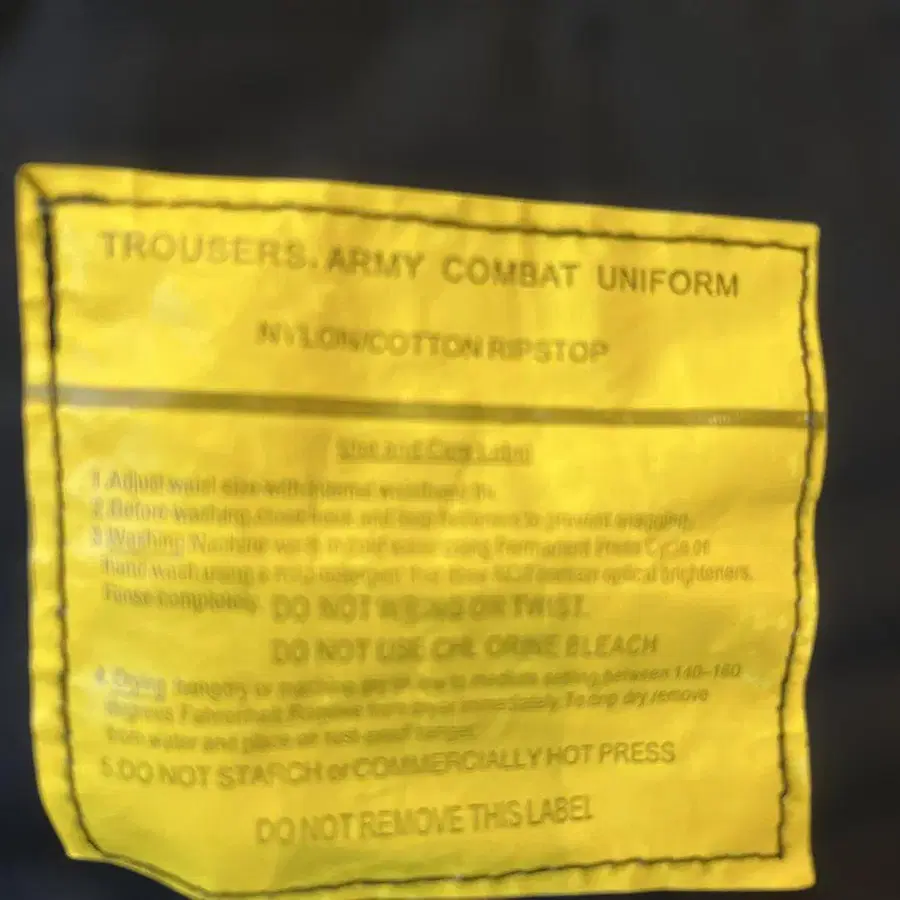 TROUSERS. ARMY COMBAT UNIFORM
NYLON/COTTON RIPSTOP
Use and Care Label
1.Adjust waist size with internal waistband
2.Before washing, close hook and loop fasteners to prevent snagging.
3.Washing: Machine wash in cold water using Permanent Press Cycle or
hand wash using a mild detergent that does NOT contain optical brighteners.
Rinse completely. DO NOT WRING OR TWIST.
DO NOT USE CHLORINE BLEACH
4.Drying: or to medium setting between 140-160
degrees Fahrenheit. Remove from dryer immediately. To drip dry, remove
from water and place on rust-proof hanger.
5.DO NOT STARCH or COMMERCIALLY HOT PRESS
DO NOT REMOVE THIS LABEL